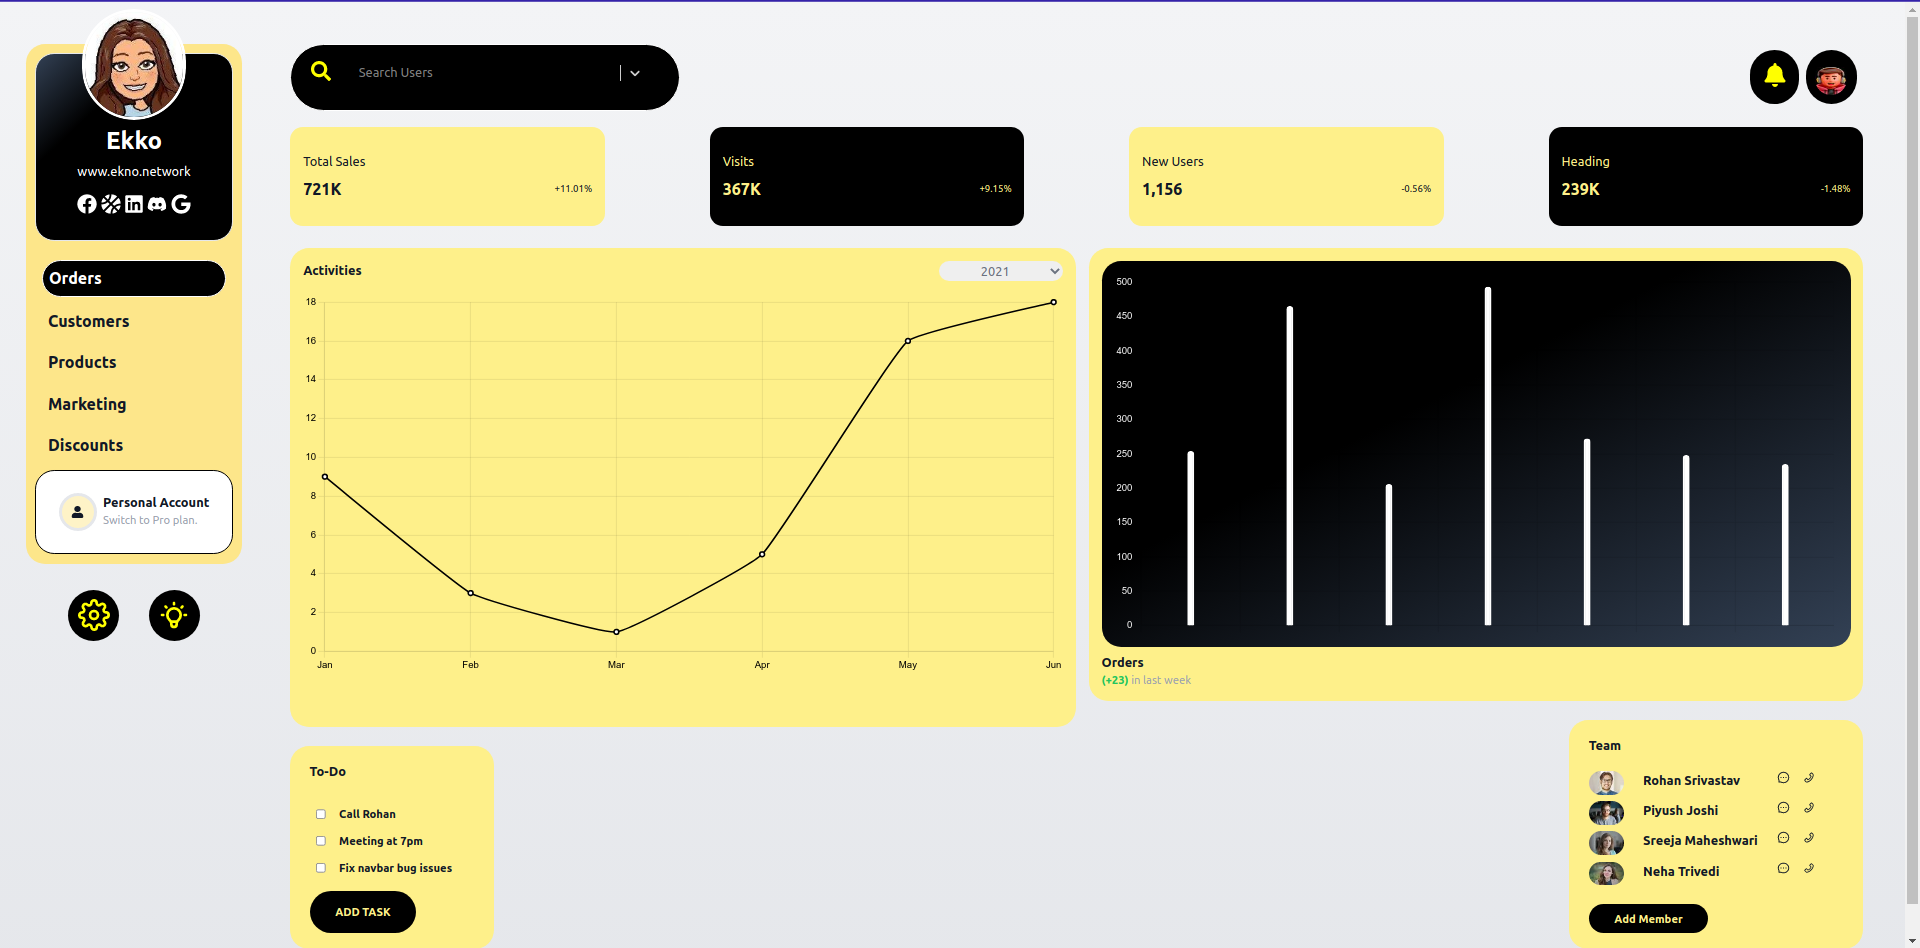 Ekko
www.ekno.network
Orders
Customers
Products
Marketing
Discounts
Personal Account
Switch to Pro plan.
Search Users
Total Sales
721K
+11.01%
Visits
367K
+9.15%
New Users
1,156
-0.56%
Heading
239K
-1.48%
Activities
2021
18
16
14
12
10
8
6
4
2
0
Jan Feb Mar Apr May Jun
500
450
400
350
300
250
200
150
100
50
0
Orders
(+23) in last week
To-Do
Call Rohan
Meeting at 7pm
Fix navbar bug issues
ADD TASK
Team
Rohan Srivastav
Piyush Joshi
Sreeja Maheshwari
Neha Trivedi
Add Member